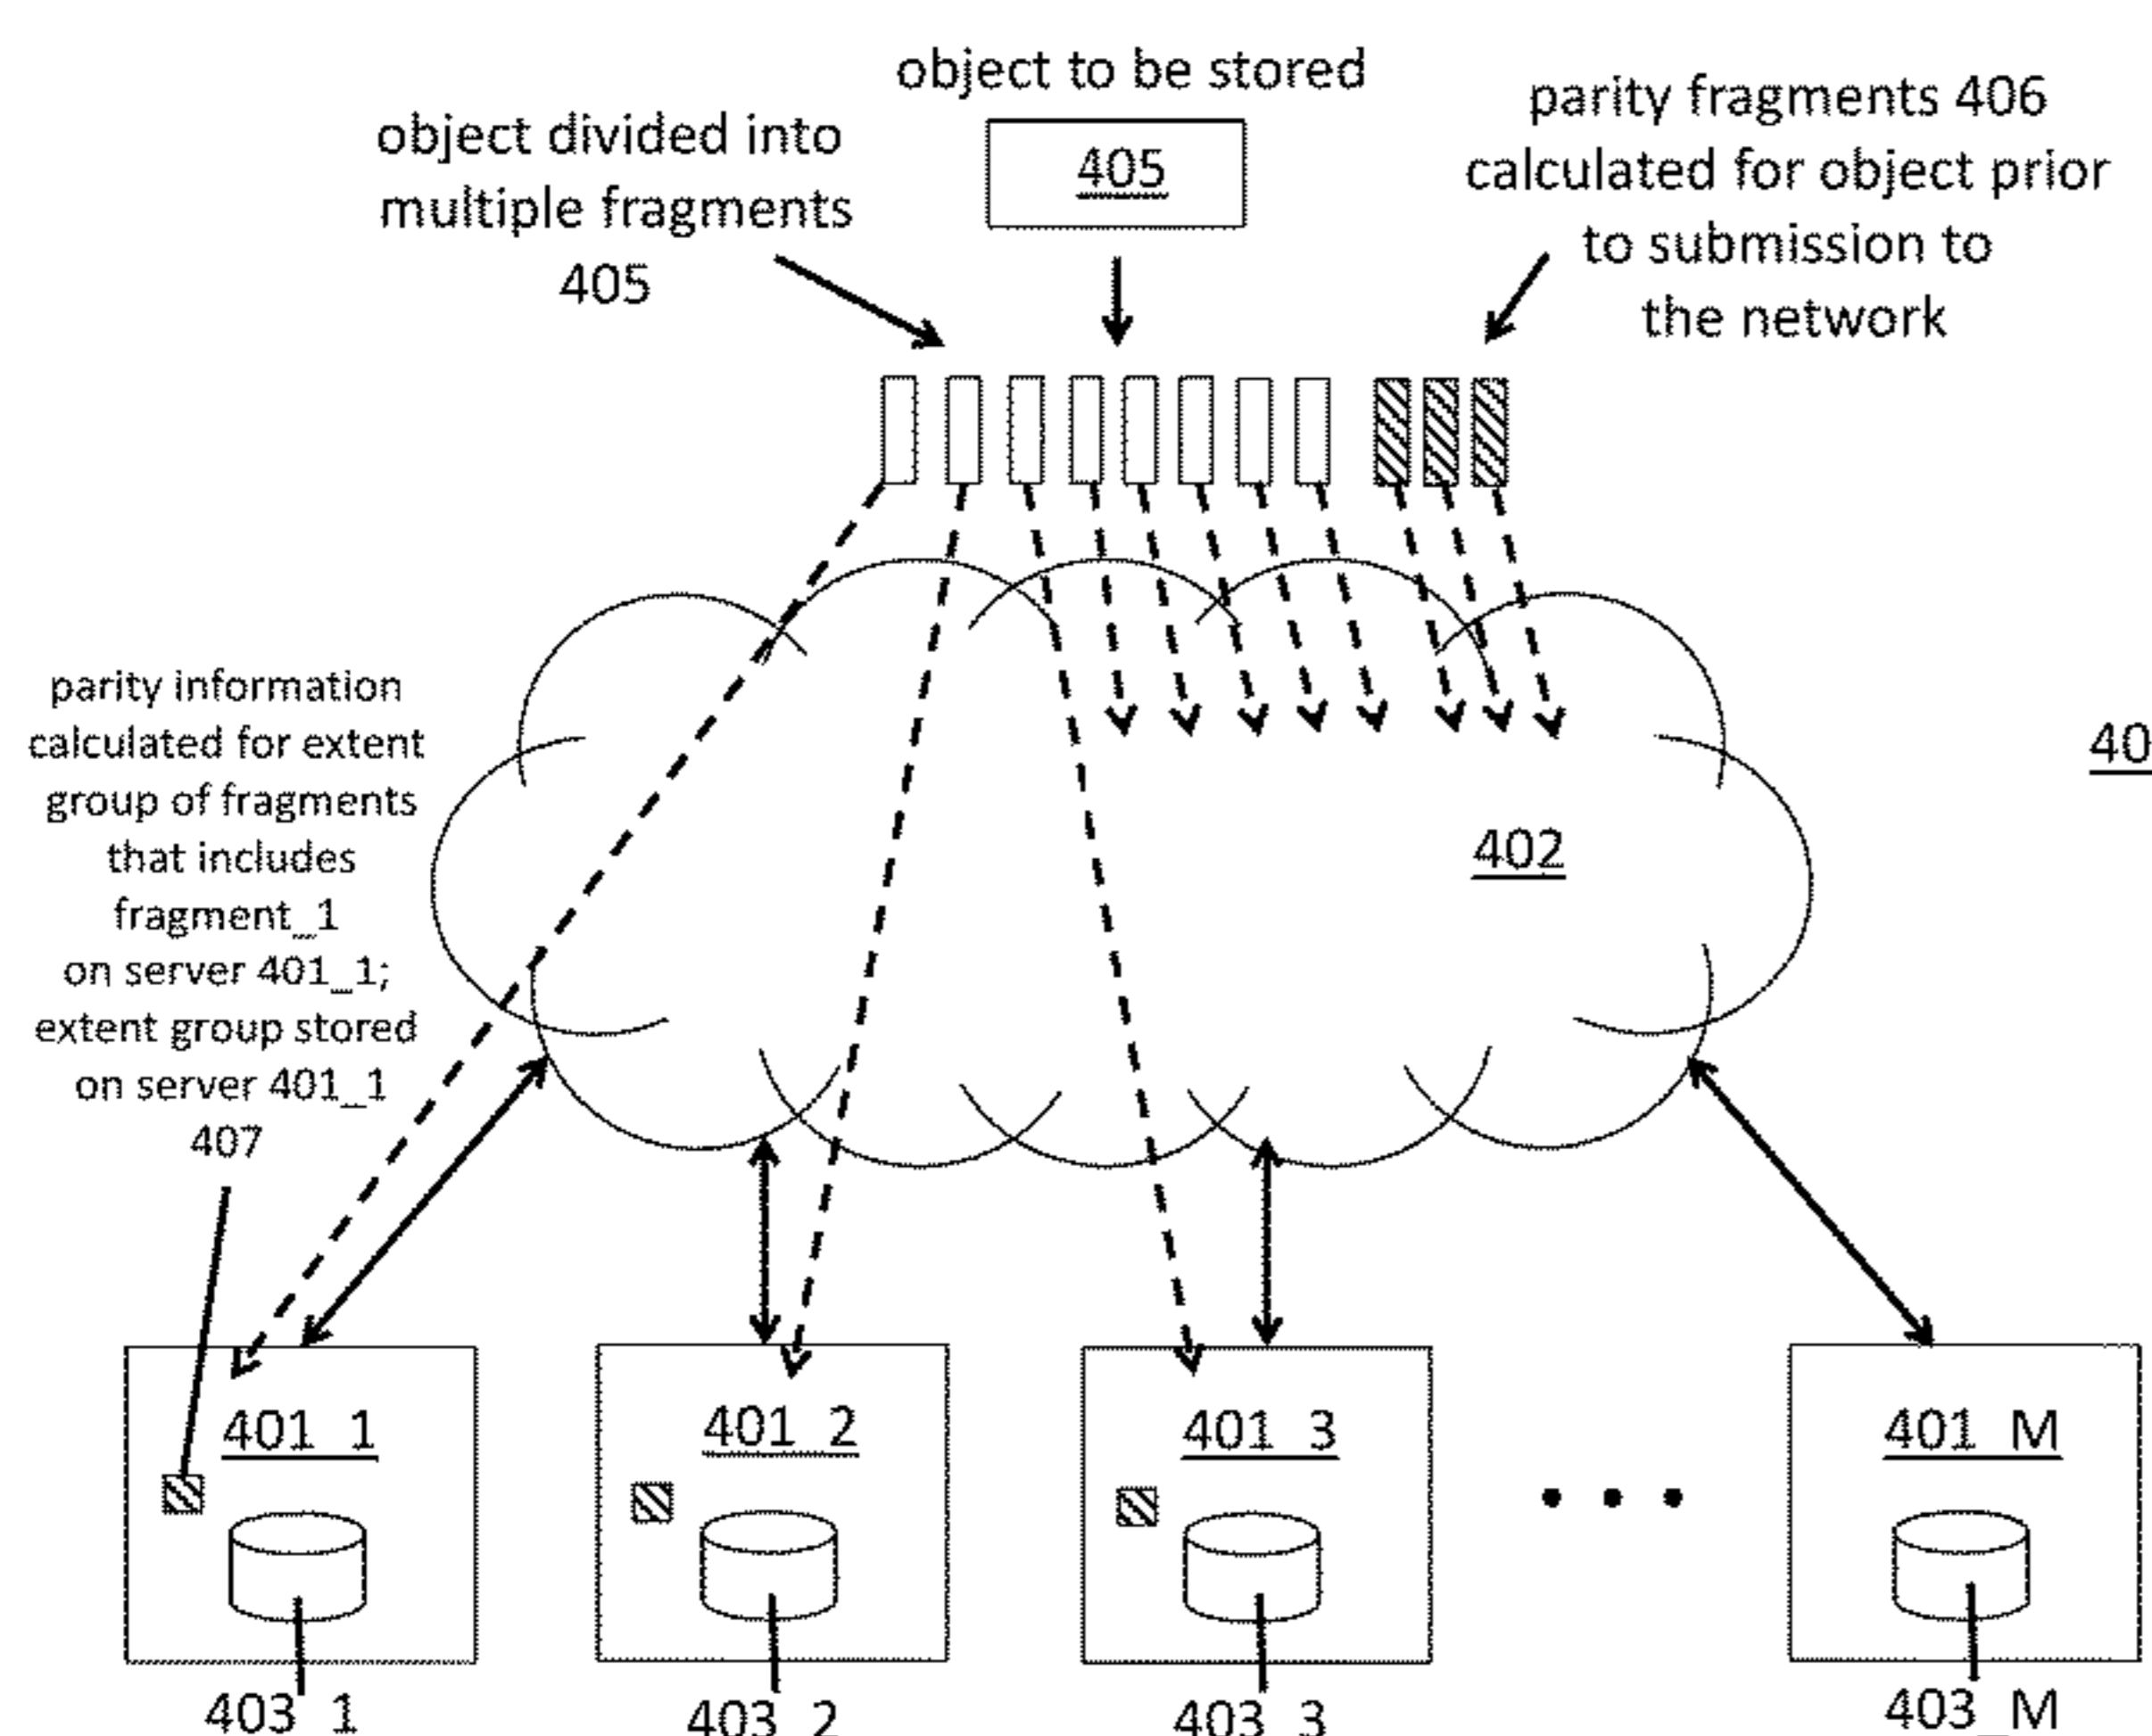 object to be stored
405
object divided into
multiple fragments
405
parity fragments 406
calculated for object prior
to submission to
the network
parity information
calculated for extent
group of fragments
that includes
fragment_1
on server 401_1;
extent group stored
on server 401_1
407
402
40
401_1
401_2
401_3
401_M
403_1
403_2
403_3
403_M